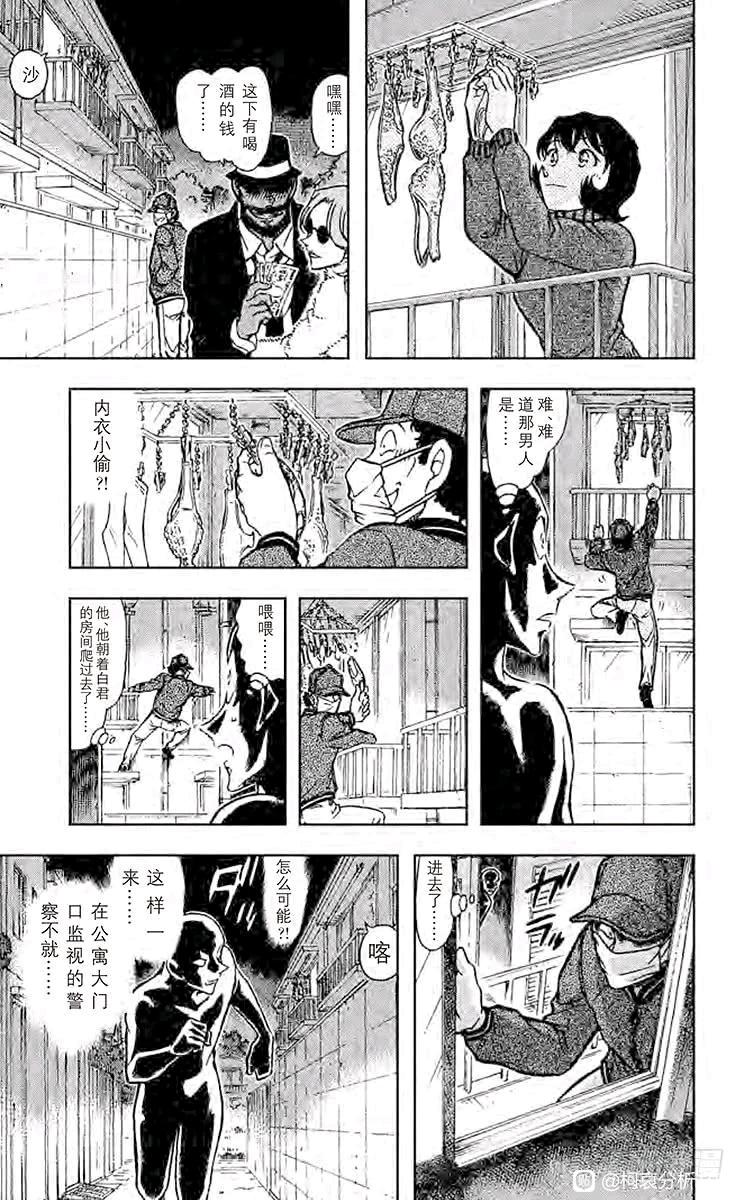 嘿嘿……
这下有喝
酒的钱
了……
沙
难、难
道那男人
是……
内衣小偷?!
喂喂……
他、他朝着白君
的房间爬过去了……
进去了……
怎么可能?!
喀
这样一
来……
在公寓大门
口监视的警
察不就……
@柯哀分析